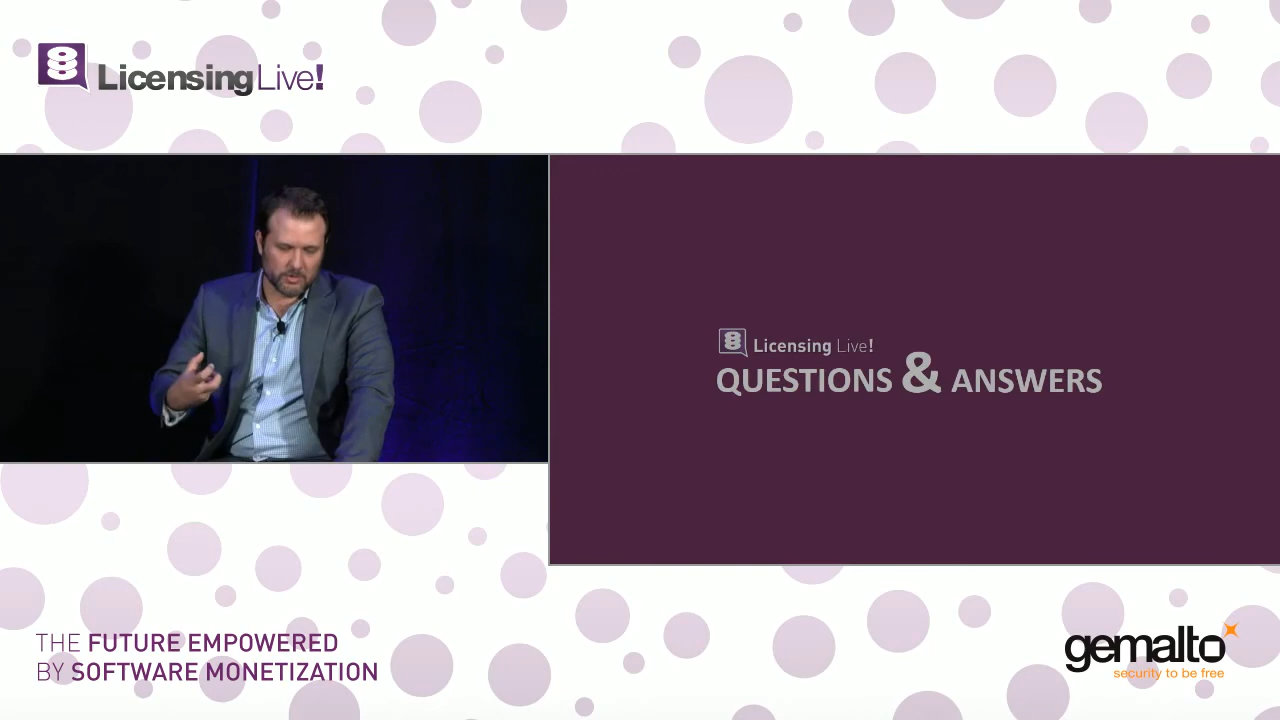 LicensingLive!
Licensing Live!
QUESTIONS & ANSWERS
THE FUTURE EMPOWERED
BY SOFTWARE MONETIZATION
gemalto
security to be free